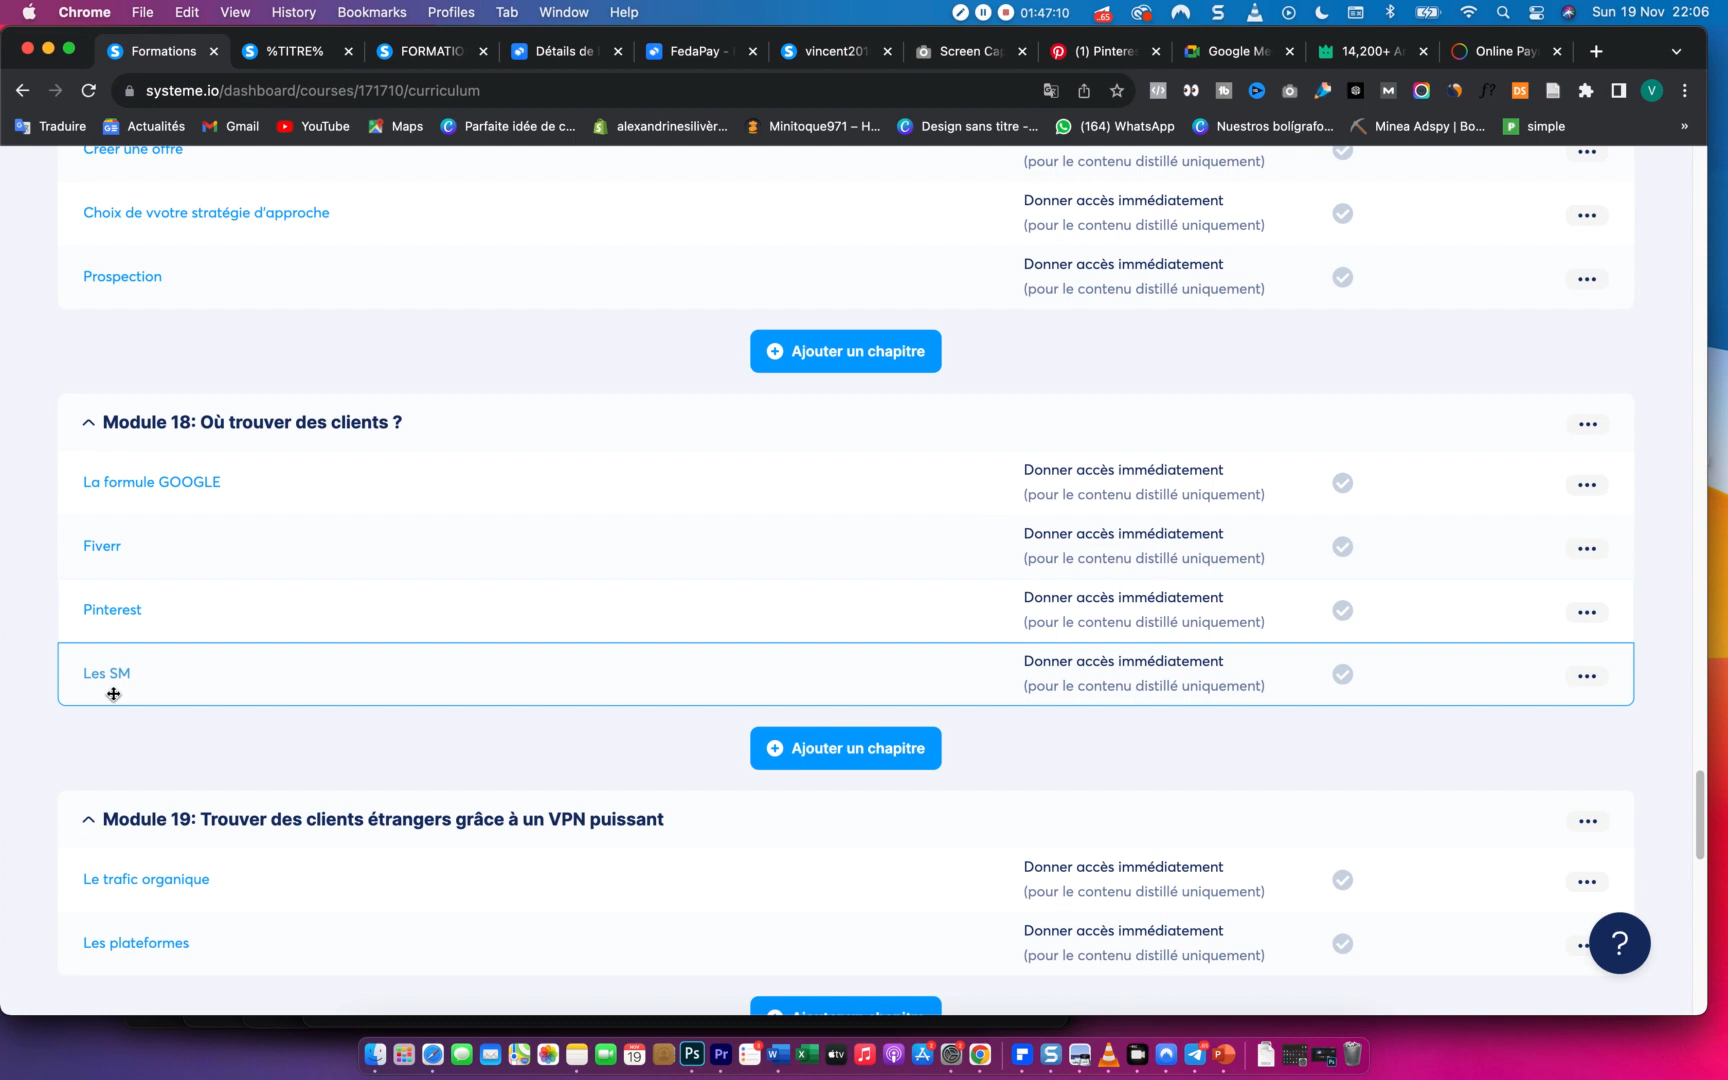 Chrome File Edit View History Bookmarks Profiles Tab Window Help 01:47:10 .65 Sun 19 Nov 22:06
Formations %TITRE% FORMATIO Détails de FedaPay - vincent201 Screen Cap (1) Pinteres Google Me 14,200+ A Online Pay
systeme.io/dashboard/courses/171710/curriculum
Traduire Actualités Gmail YouTube Maps Parfaite idée de c... alexandrinesilivèr... Minitoque971 – H... Design sans titre -... (164) WhatsApp Nuestros bolígrafo... Minea Adspy | Bo... simple »
Créer une offre
(pour le contenu distillé uniquement)
Choix de vvotre stratégie d'approche
Donner accès immédiatement
(pour le contenu distillé uniquement)
Prospection
Donner accès immédiatement
(pour le contenu distillé uniquement)
Ajouter un chapitre
Module 18: Où trouver des clients ?
La formule GOOGLE
Donner accès immédiatement
(pour le contenu distillé uniquement)
Fiverr
Donner accès immédiatement
(pour le contenu distillé uniquement)
Pinterest
Donner accès immédiatement
(pour le contenu distillé uniquement)
Les SM
Donner accès immédiatement
(pour le contenu distillé uniquement)
Ajouter un chapitre
Module 19: Trouver des clients étrangers grâce à un VPN puissant
Le trafic organique
Donner accès immédiatement
(pour le contenu distillé uniquement)
Les plateformes
Donner accès immédiatement
(pour le contenu distillé uniquement)
?